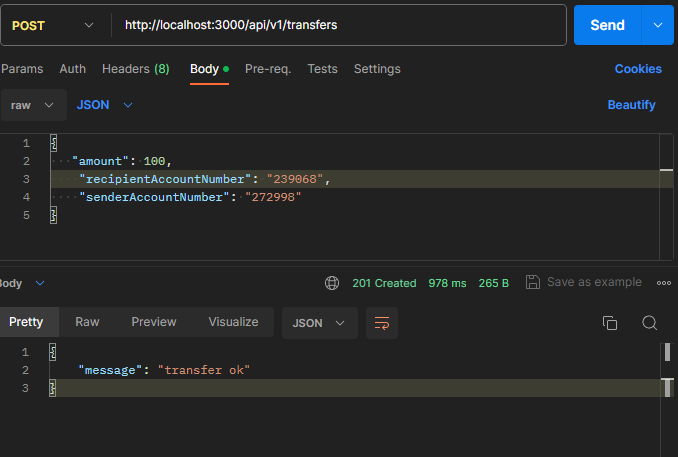 POST http://localhost:3000/api/v1/transfers Send
Params Auth Headers (8) Body Pre-req. Tests Settings Cookies
raw JSON Beautify
1 {
2 "amount": 100,
3 "recipientAccountNumber": "239068",
4 "senderAccountNumber": "272998"
5 }
Body 201 Created 978 ms 265 B Save as example
Pretty Raw Preview Visualize JSON
1 {
2 "message": "transfer ok"
3 }